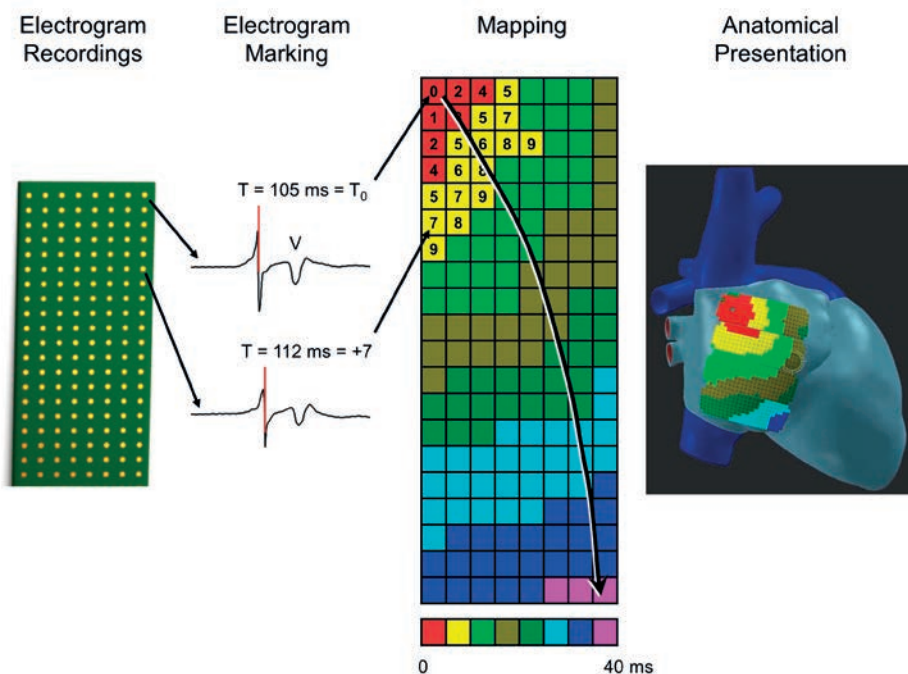 Electrogram
Recordings
Electrogram
Marking
Mapping
Anatomical
Presentation
T = 105 ms = T0
V
T = 112 ms = +7
0 2 4 5
1 5 7
2 5 6 8 9
4 6 8
5 7 9
7 8
9
0 40 ms